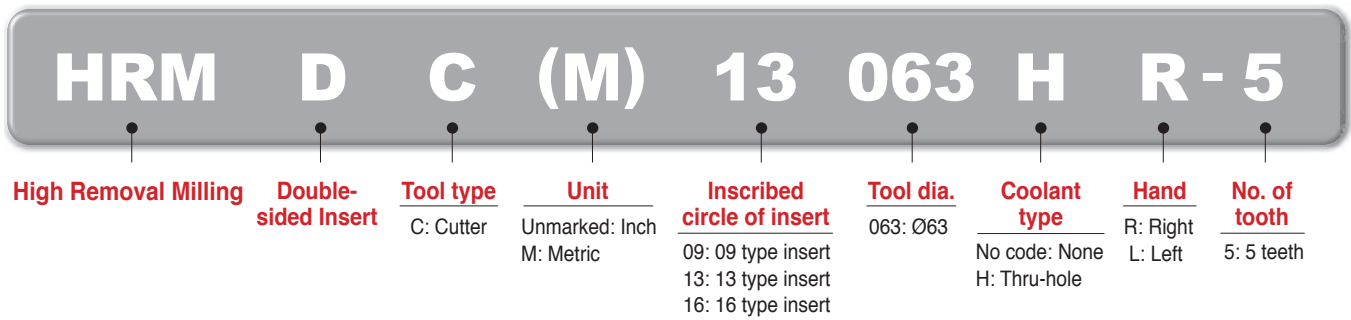 HRM D C (M) 13 063 H R - 5
High Removal Milling
Double-
sided Insert
Tool type
C: Cutter
Unit
Unmarked: Inch
M: Metric
Inscribed
circle of insert
09: 09 type insert
13: 13 type insert
16: 16 type insert
Tool dia.
063: Ø63
Coolant
type
No code: None
H: Thru-hole
Hand
R: Right
L: Left
No. of
tooth
5: 5 teeth